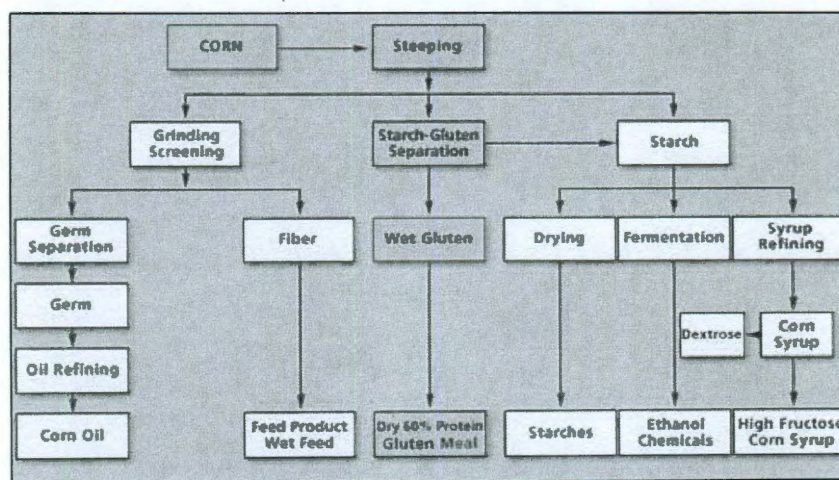 CORN
Steeping
Grinding
Screening
Starch-Gluten
Separation
Starch
Germ
Separation
Fiber
Wet Gluten
Drying
Fermentation
Syrup
Refining
Germ
Dextrose
Corn
Syrup
Oil Refining
Corn Oil
Feed Product
Wet Feed
Dry 60% Protein
Gluten Meal
Starches
Ethanol
Chemicals
High Fructose
Corn Syrup